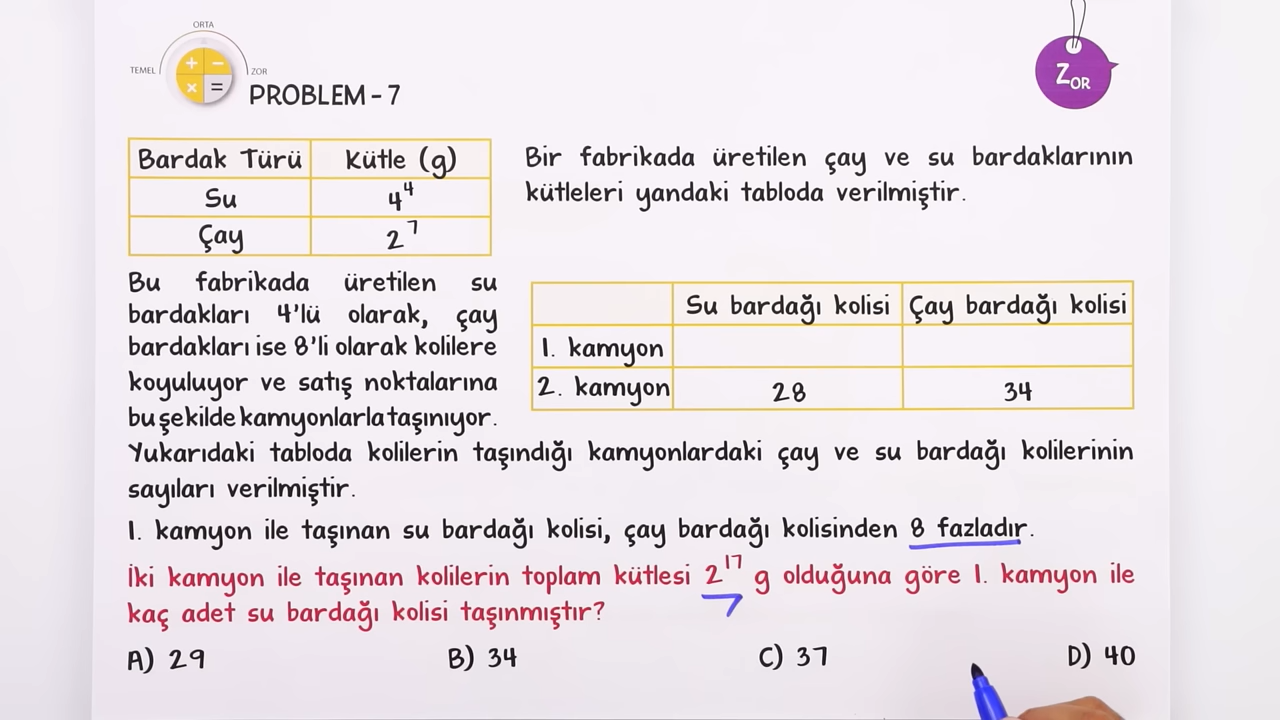 ORTA
TEMEL
ZOR
+ −
× =
PROBLEM - 7
ZOR
Bardak Türü Kütle (g)
Su 4⁴
Çay 2⁷
Bir fabrikada üretilen çay ve su bardaklarının
kütleleri yandaki tabloda verilmiştir.
Bu fabrikada üretilen su
bardakları 4'lü olarak, çay
bardakları ise 8'li olarak kolilere
koyuluyor ve satış noktalarına
bu şekilde kamyonlarla taşınıyor.
Su bardağı kolisi Çay bardağı kolisi
1. kamyon
2. kamyon 28 34
Yukarıdaki tabloda kolilerin taşındığı kamyonlardaki çay ve su bardağı kolilerinin
sayıları verilmiştir.
1. kamyon ile taşınan su bardağı kolisi, çay bardağı kolisinden 8 fazladır.
İki kamyon ile taşınan kolilerin toplam kütlesi 2¹⁷ g olduğuna göre 1. kamyon ile
kaç adet su bardağı kolisi taşınmıştır?
A) 29 B) 34 C) 37 D) 40